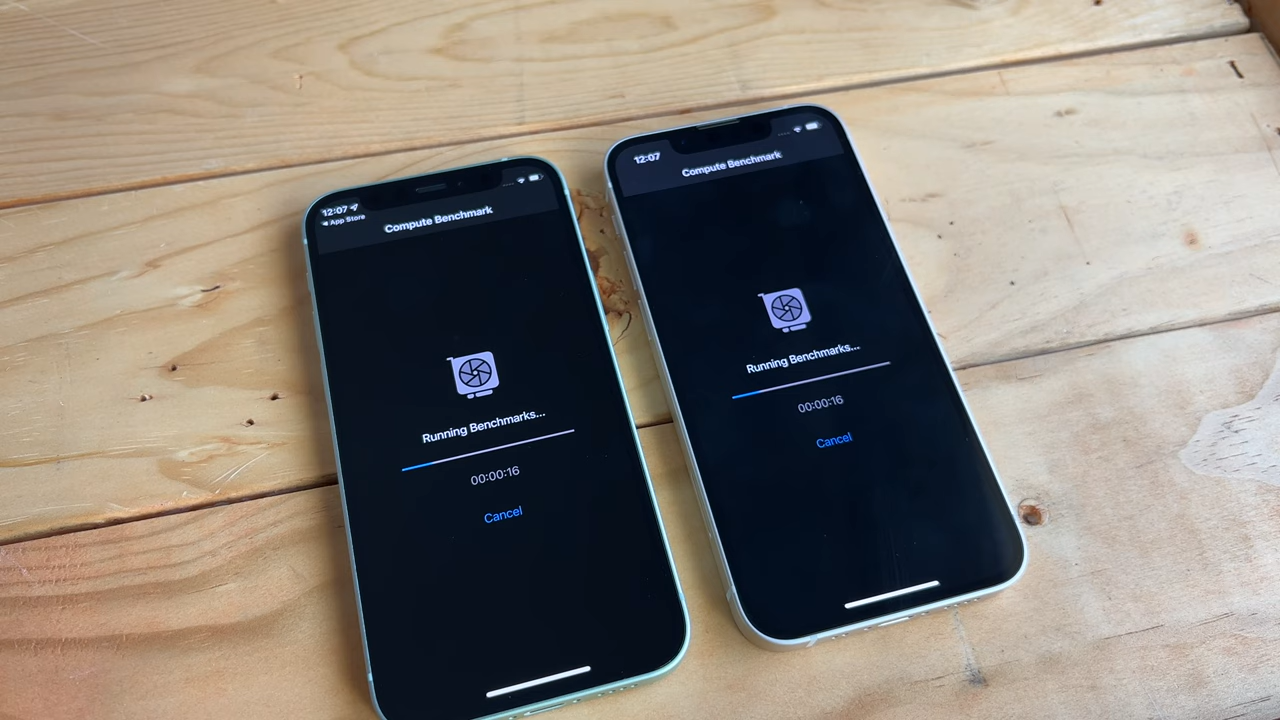 12:07
App Store
Compute Benchmark
Running Benchmarks...
00:00:16
Cancel
12:07
Compute Benchmark
Running Benchmarks...
00:00:16
Cancel